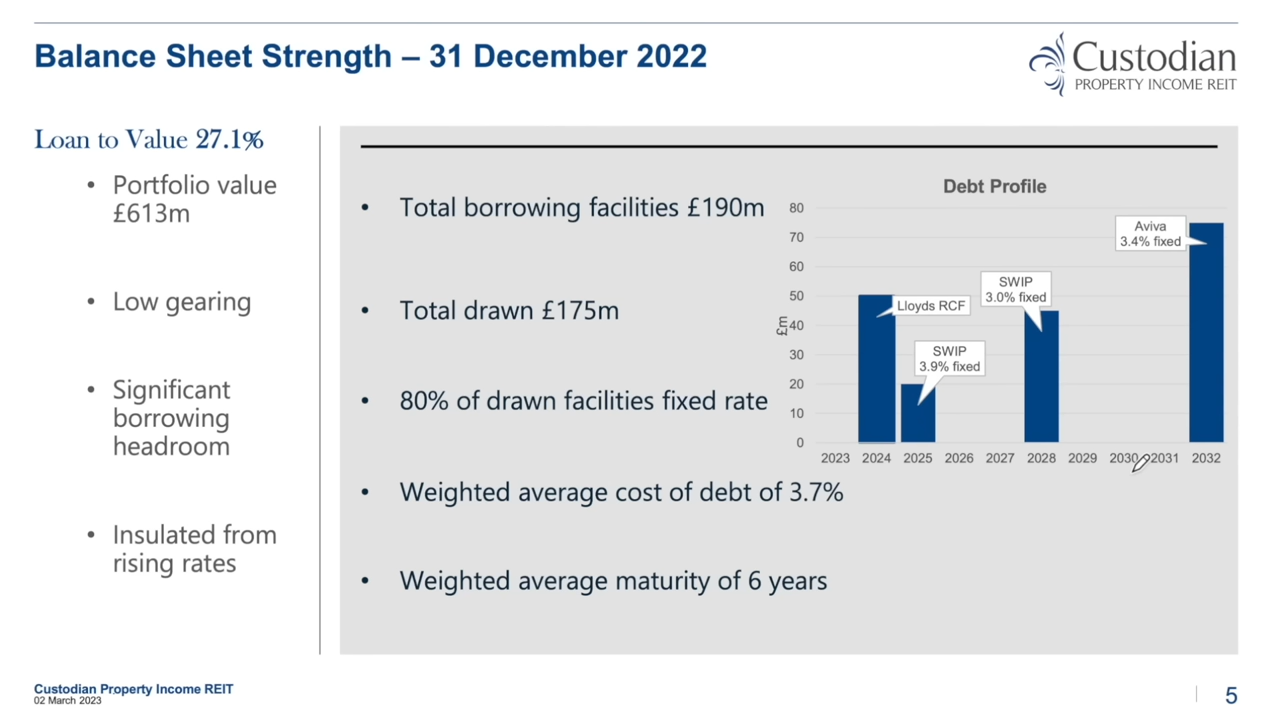 Balance Sheet Strength – 31 December 2022
Custodian
PROPERTY INCOME REIT
Loan to Value 27.1%
• Portfolio value
£613m
• Low gearing
• Significant
borrowing
headroom
• Insulated from
rising rates
• Total borrowing facilities £190m
• Total drawn £175m
• 80% of drawn facilities fixed rate
• Weighted average cost of debt of 3.7%
• Weighted average maturity of 6 years
Debt Profile
80
70
60
50
40
30
20
10
0
£m
Lloyds RCF
SWIP
3.9% fixed
SWIP
3.0% fixed
Aviva
3.4% fixed
2023 2024 2025 2026 2027 2028 2029 2030 2031 2032
Custodian Property Income REIT
02 March 2023
5